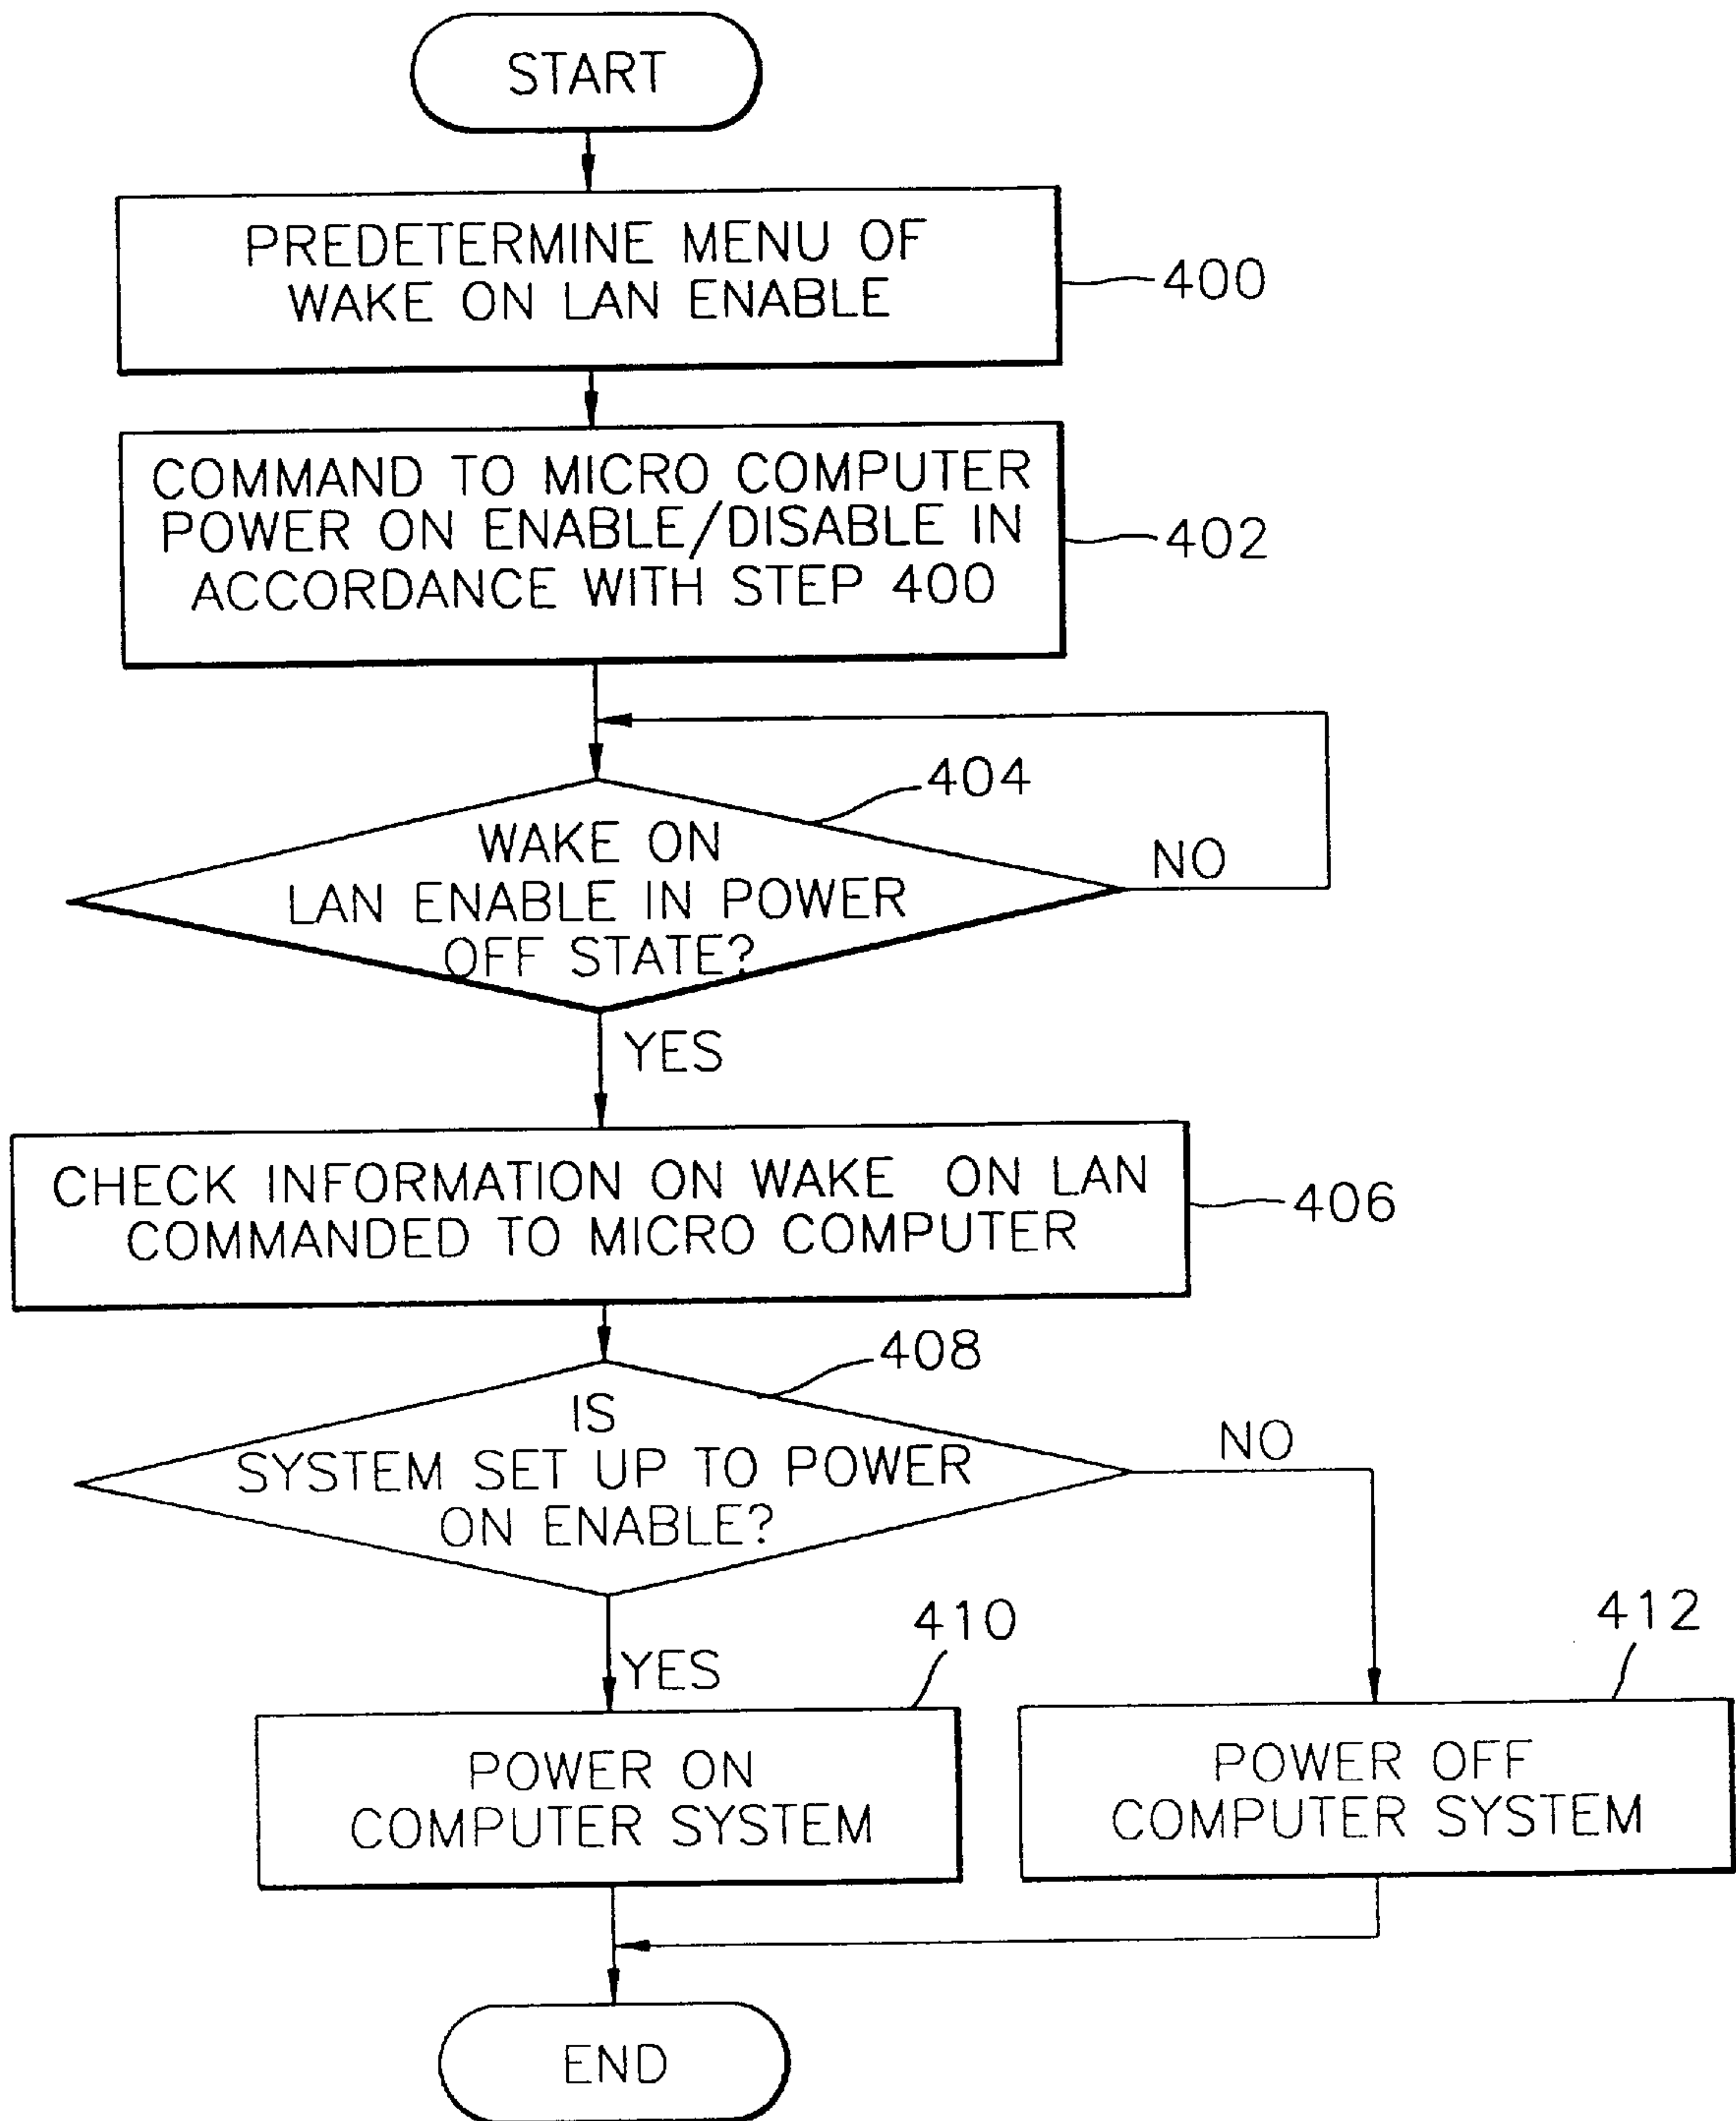 START
PREDETERMINE MENU OF
WAKE ON LAN ENABLE
400
COMMAND TO MICRO COMPUTER
POWER ON ENABLE/DISABLE IN
ACCORDANCE WITH STEP 400
402
404
WAKE ON
LAN ENABLE IN POWER
OFF STATE?
NO
YES
CHECK INFORMATION ON WAKE ON LAN
COMMANDED TO MICRO COMPUTER
406
408
IS
SYSTEM SET UP TO POWER
ON ENABLE?
NO
YES
410
412
POWER ON
COMPUTER SYSTEM
POWER OFF
COMPUTER SYSTEM
END